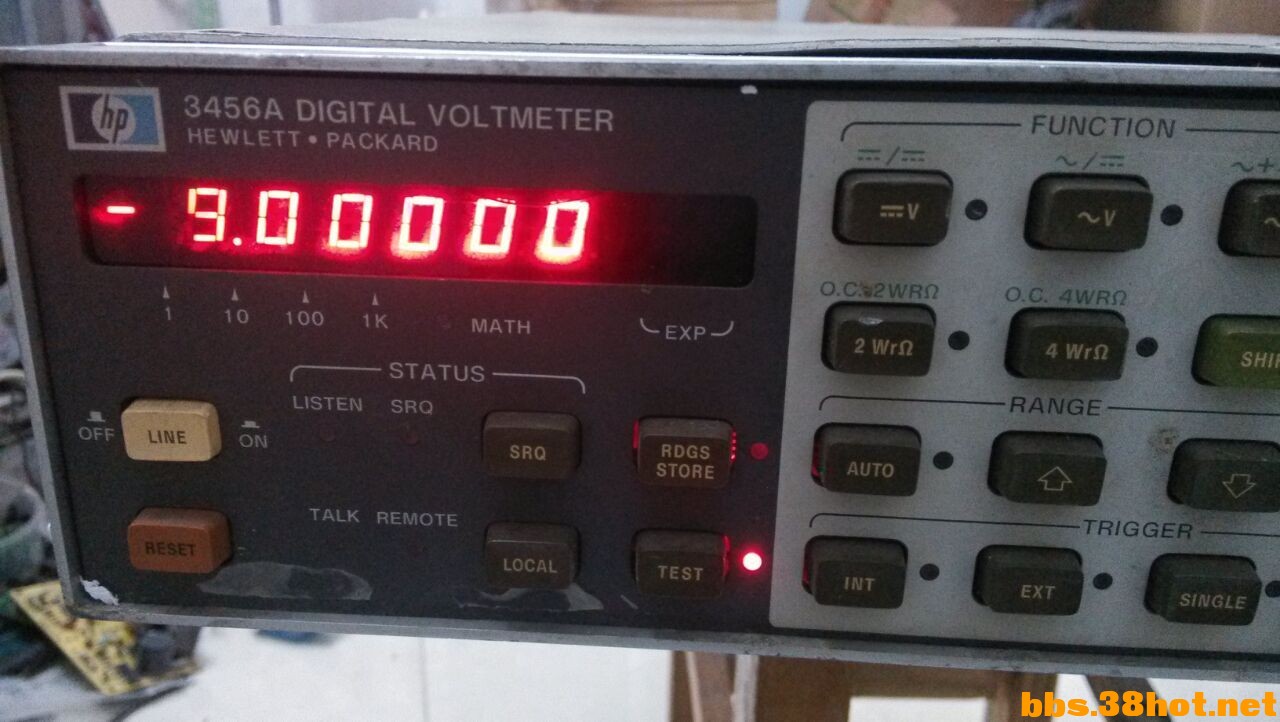 hp
3456A DIGITAL VOLTMETER
HEWLETT • PACKARD
- 9.00000
1 10 100 1K MATH EXP
STATUS
LISTEN SRQ
OFF LINE ON
SRQ
RDGS
STORE
TALK REMOTE
RESET
LOCAL
TEST
FUNCTION
⎓/⎓ ~/⎓ ~+
⎓V ~V ~
O.C. 2WRΩ O.C. 4WRΩ
2 WrΩ 4 WrΩ SHIF
RANGE
AUTO
TRIGGER
INT EXT SINGLE
bbs.38hot.net